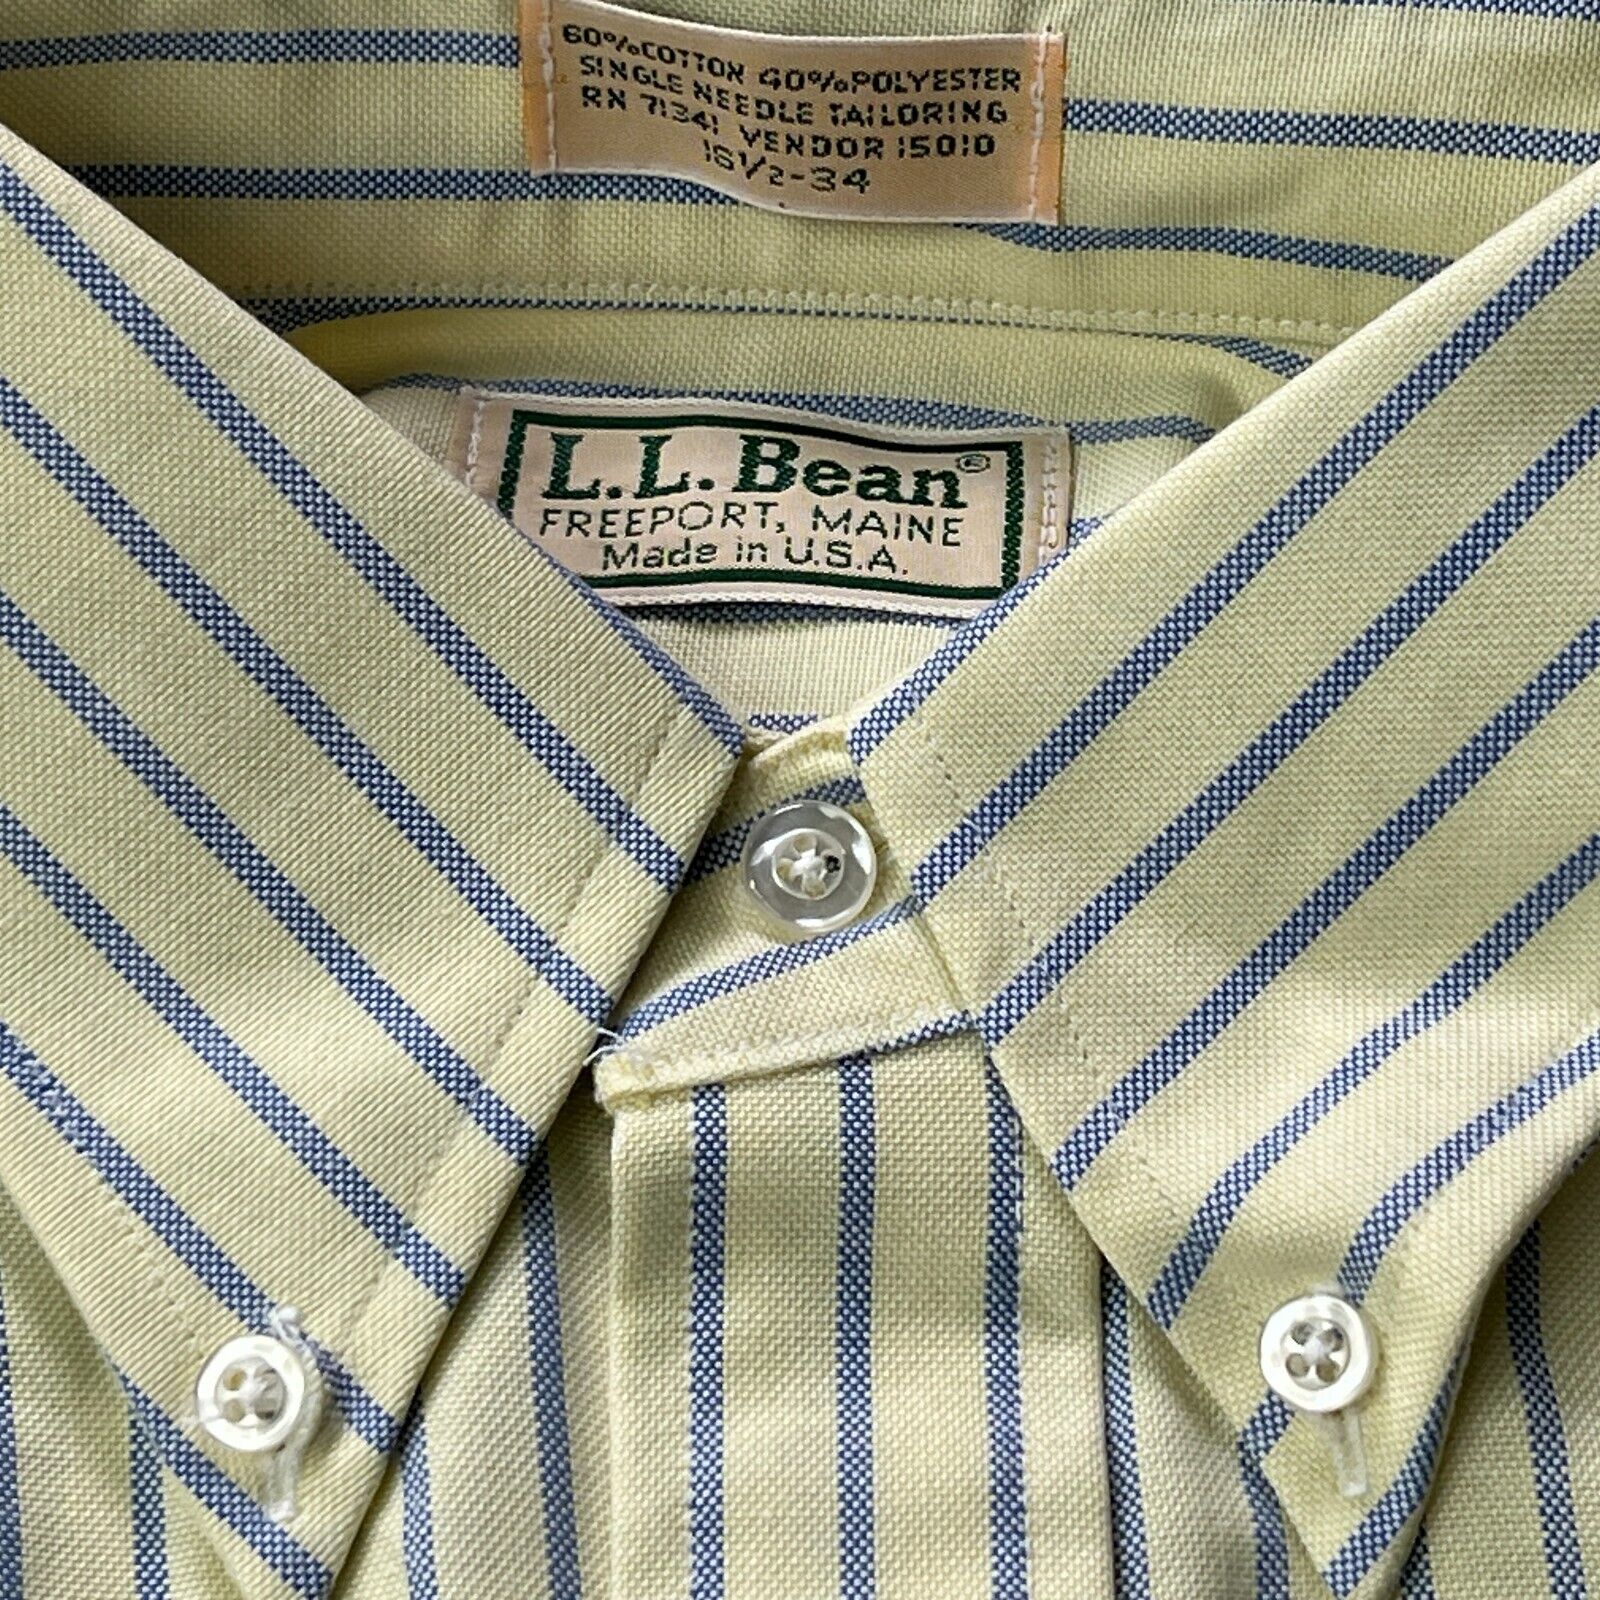 60%COTTON 40%POLYESTER
SINGLE NEEDLE TAILORING
RN 71341 VENDOR 15010
16 1/2-34
L.L.Bean®
FREEPORT, MAINE
Made in U.S.A.